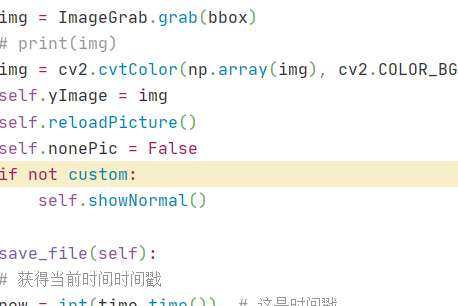 img = ImageGrab.grab(bbox)
# print(img)
img = cv2.cvtColor(np.array(img), cv2.COLOR_BG
self.yImage = img
self.reloadPicture()
self.nonePic = False
if not custom:
self.showNormal()
save_file(self):
# 获得当前时间时间戳
now = int(time.time()) # 这是时间戳